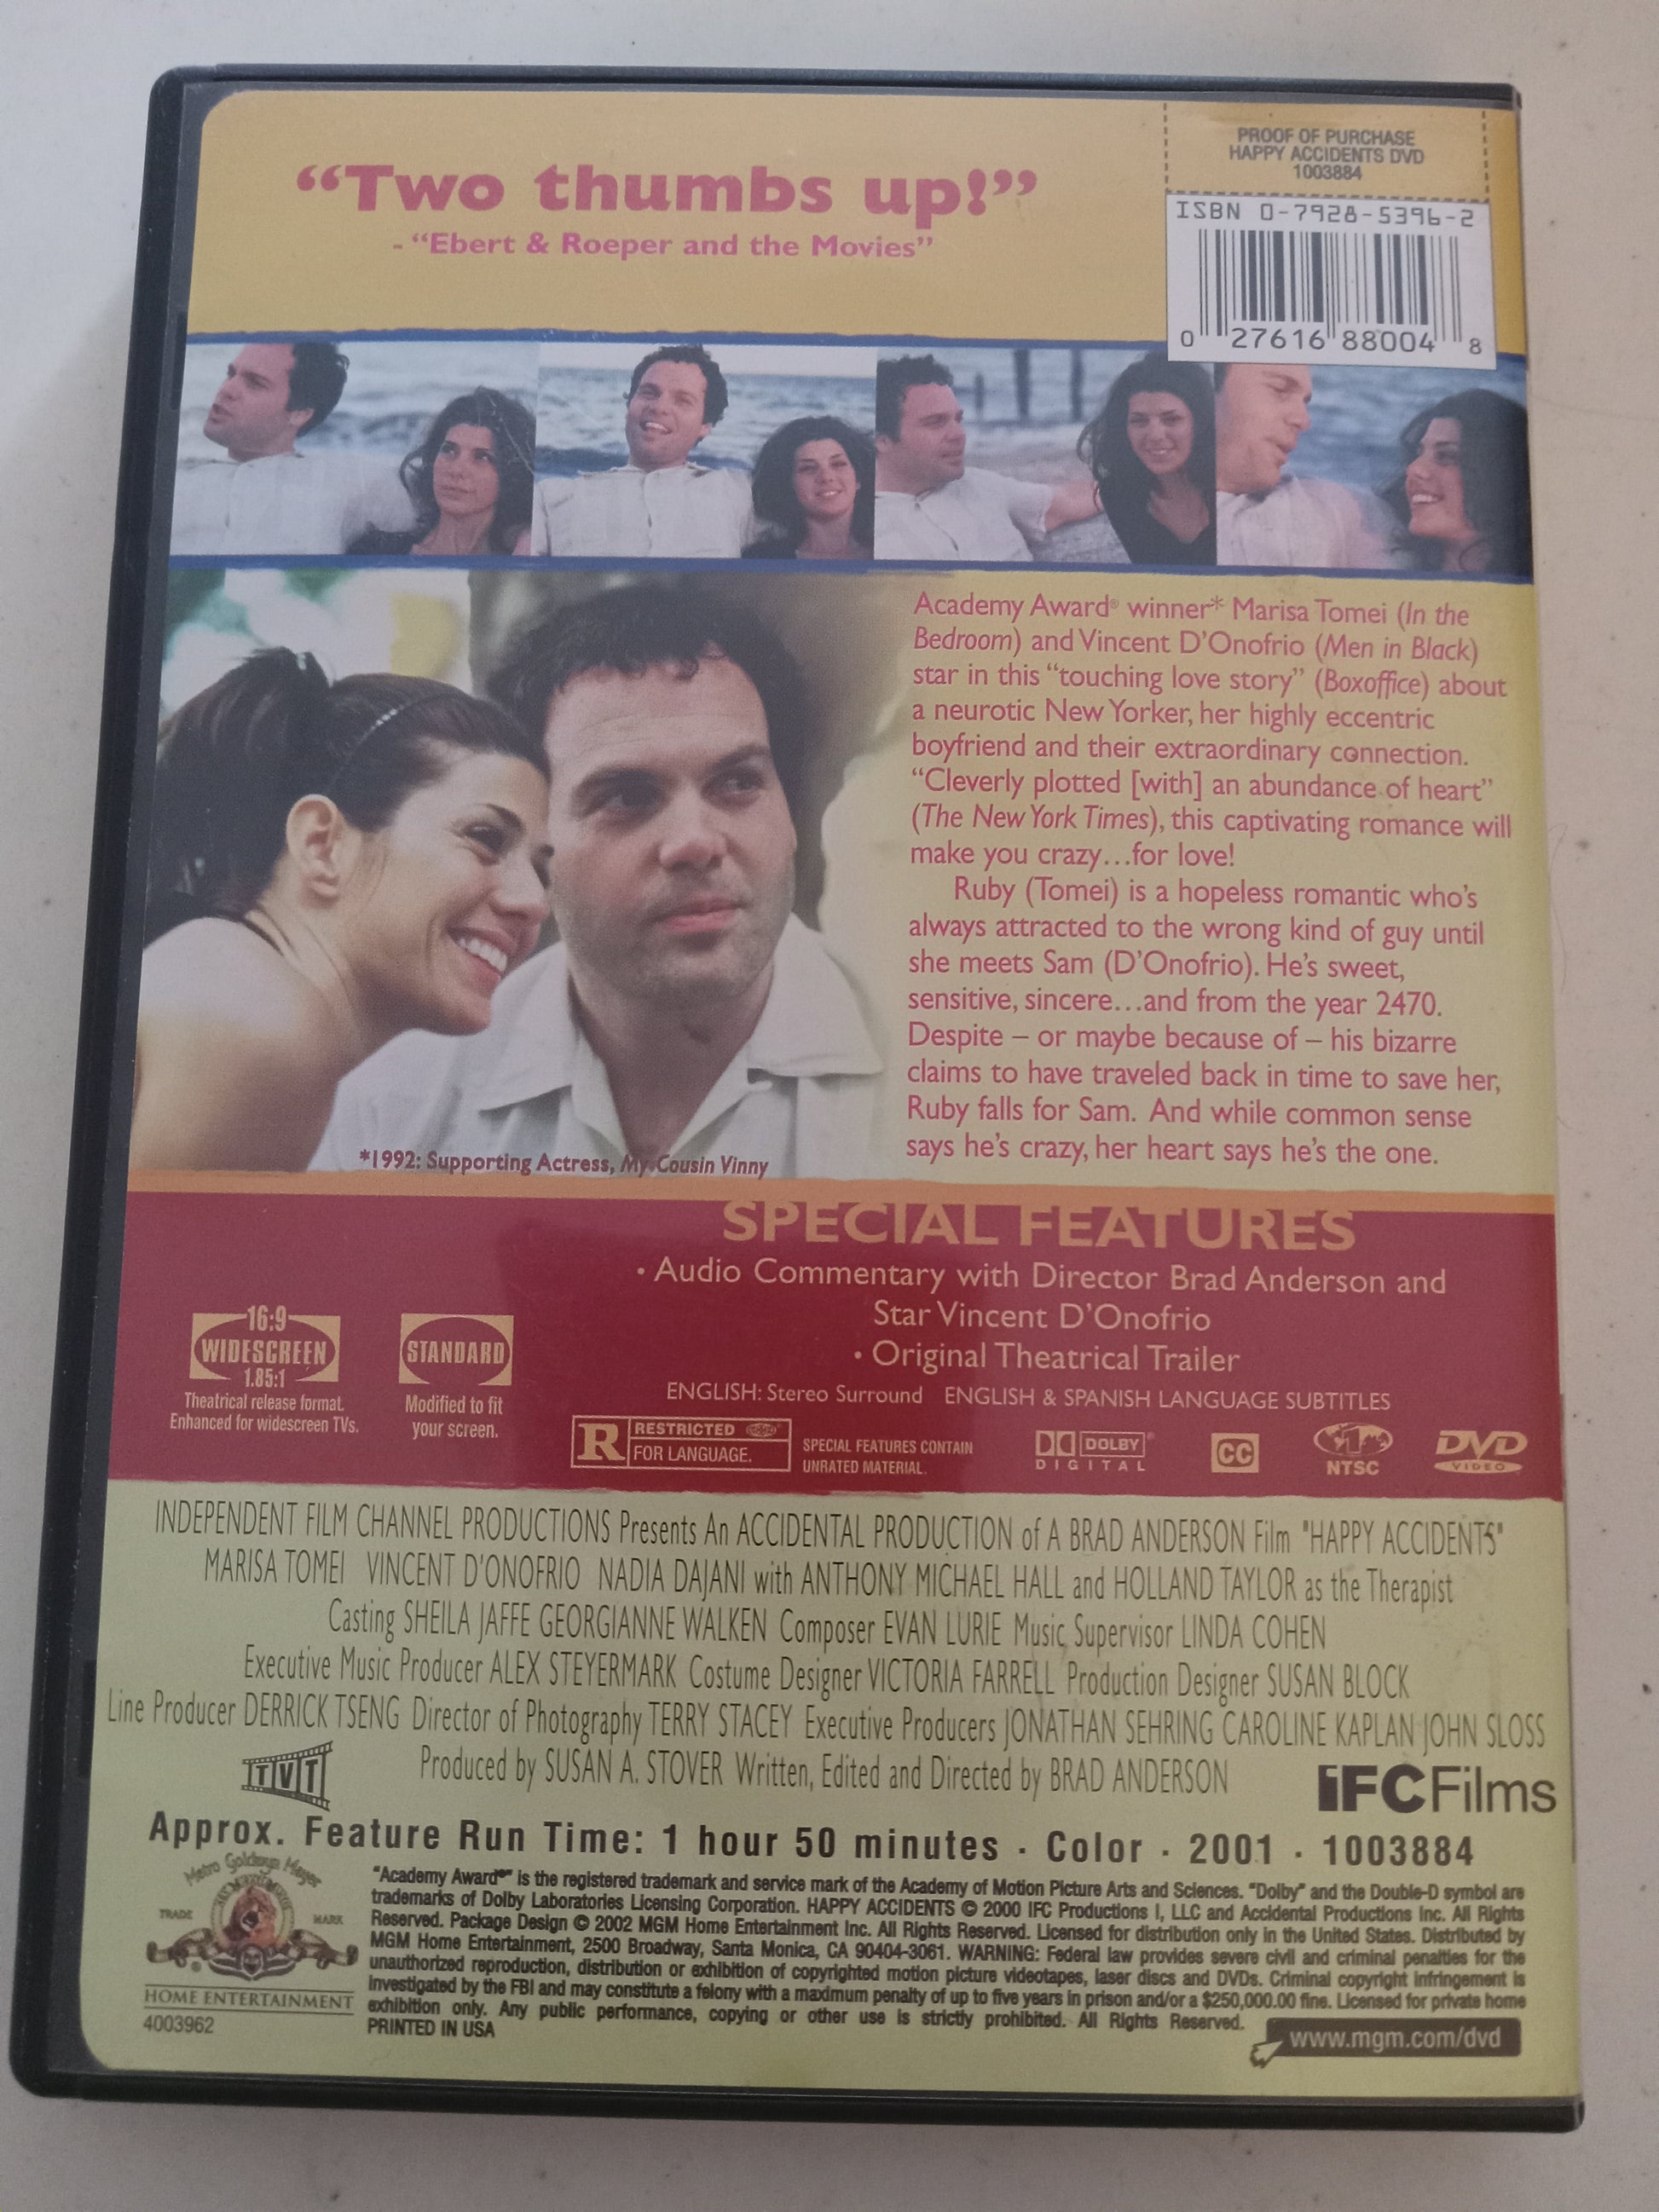 PROOF OF PURCHASE
HAPPY ACCIDENTS DVD
1003884
ISBN 0-7928-5396-2
0 27616 88004 8
“Two thumbs up!”
- “Ebert & Roeper and the Movies”
Academy Award® winner* Marisa Tomei (In the
Bedroom) and Vincent D'Onofrio (Men in Black)
star in this “touching love story” (Boxoffice) about
a neurotic New Yorker, her highly eccentric
boyfriend and their extraordinary connection.
“Cleverly plotted [with] an abundance of heart”
(The New York Times), this captivating romance will
make you crazy...for love!
Ruby (Tomei) is a hopeless romantic who's
always attracted to the wrong kind of guy until
she meets Sam (D'Onofrio). He's sweet,
sensitive, sincere...and from the year 2470.
Despite – or maybe because of – his bizarre
claims to have traveled back in time to save her,
Ruby falls for Sam. And while common sense
says he's crazy, her heart says he's the one.
*1992: Supporting Actress, My Cousin Vinny
SPECIAL FEATURES
• Audio Commentary with Director Brad Anderson and
Star Vincent D'Onofrio
• Original Theatrical Trailer
ENGLISH: Stereo Surround ENGLISH & SPANISH LANGUAGE SUBTITLES
16:9
WIDESCREEN
1.85:1
Theatrical release format.
Enhanced for widescreen TVs.
STANDARD
Modified to fit
your screen.
R RESTRICTED
FOR LANGUAGE.
SPECIAL FEATURES CONTAIN
UNRATED MATERIAL.
DOLBY®
DIGITAL
CC
1
NTSC
DVD
VIDEO
INDEPENDENT FILM CHANNEL PRODUCTIONS Presents An ACCIDENTAL PRODUCTION of A BRAD ANDERSON Film "HAPPY ACCIDENTS"
MARISA TOMEI VINCENT D'ONOFRIO NADIA DAJANI with ANTHONY MICHAEL HALL and HOLLAND TAYLOR as the Therapist
Casting SHEILA JAFFE GEORGIANNE WALKEN Composer EVAN LURIE Music Supervisor LINDA COHEN
Executive Music Producer ALEX STEYERMARK Costume Designer VICTORIA FARRELL Production Designer SUSAN BLOCK
Line Producer DERRICK TSENG Director of Photography TERRY STACEY Executive Producers JONATHAN SEHRING CAROLINE KAPLAN JOHN SLOSS
Produced by SUSAN A. STOVER Written, Edited and Directed by BRAD ANDERSON
TVT
iFCFilms
Approx. Feature Run Time: 1 hour 50 minutes · Color · 2001 · 1003884
Metro Goldwyn Mayer
TRADE MARK
HOME ENTERTAINMENT
4003962
“Academy Award®” is the registered trademark and service mark of the Academy of Motion Picture Arts and Sciences. “Dolby” and the Double-D symbol are
trademarks of Dolby Laboratories Licensing Corporation. HAPPY ACCIDENTS © 2000 IFC Productions I, LLC and Accidental Productions Inc. All Rights
Reserved. Package Design © 2002 MGM Home Entertainment Inc. All Rights Reserved. Licensed for distribution only in the United States. Distributed by
MGM Home Entertainment, 2500 Broadway, Santa Monica, CA 90404-3061. WARNING: Federal law provides severe civil and criminal penalties for the
unauthorized reproduction, distribution or exhibition of copyrighted motion picture videotapes, laser discs and DVDs. Criminal copyright infringement is
investigated by the FBI and may constitute a felony with a maximum penalty of up to five years in prison and/or a $250,000.00 fine. Licensed for private home
exhibition only. Any public performance, copying or other use is strictly prohibited. All Rights Reserved.
PRINTED IN USA
www.mgm.com/dvd